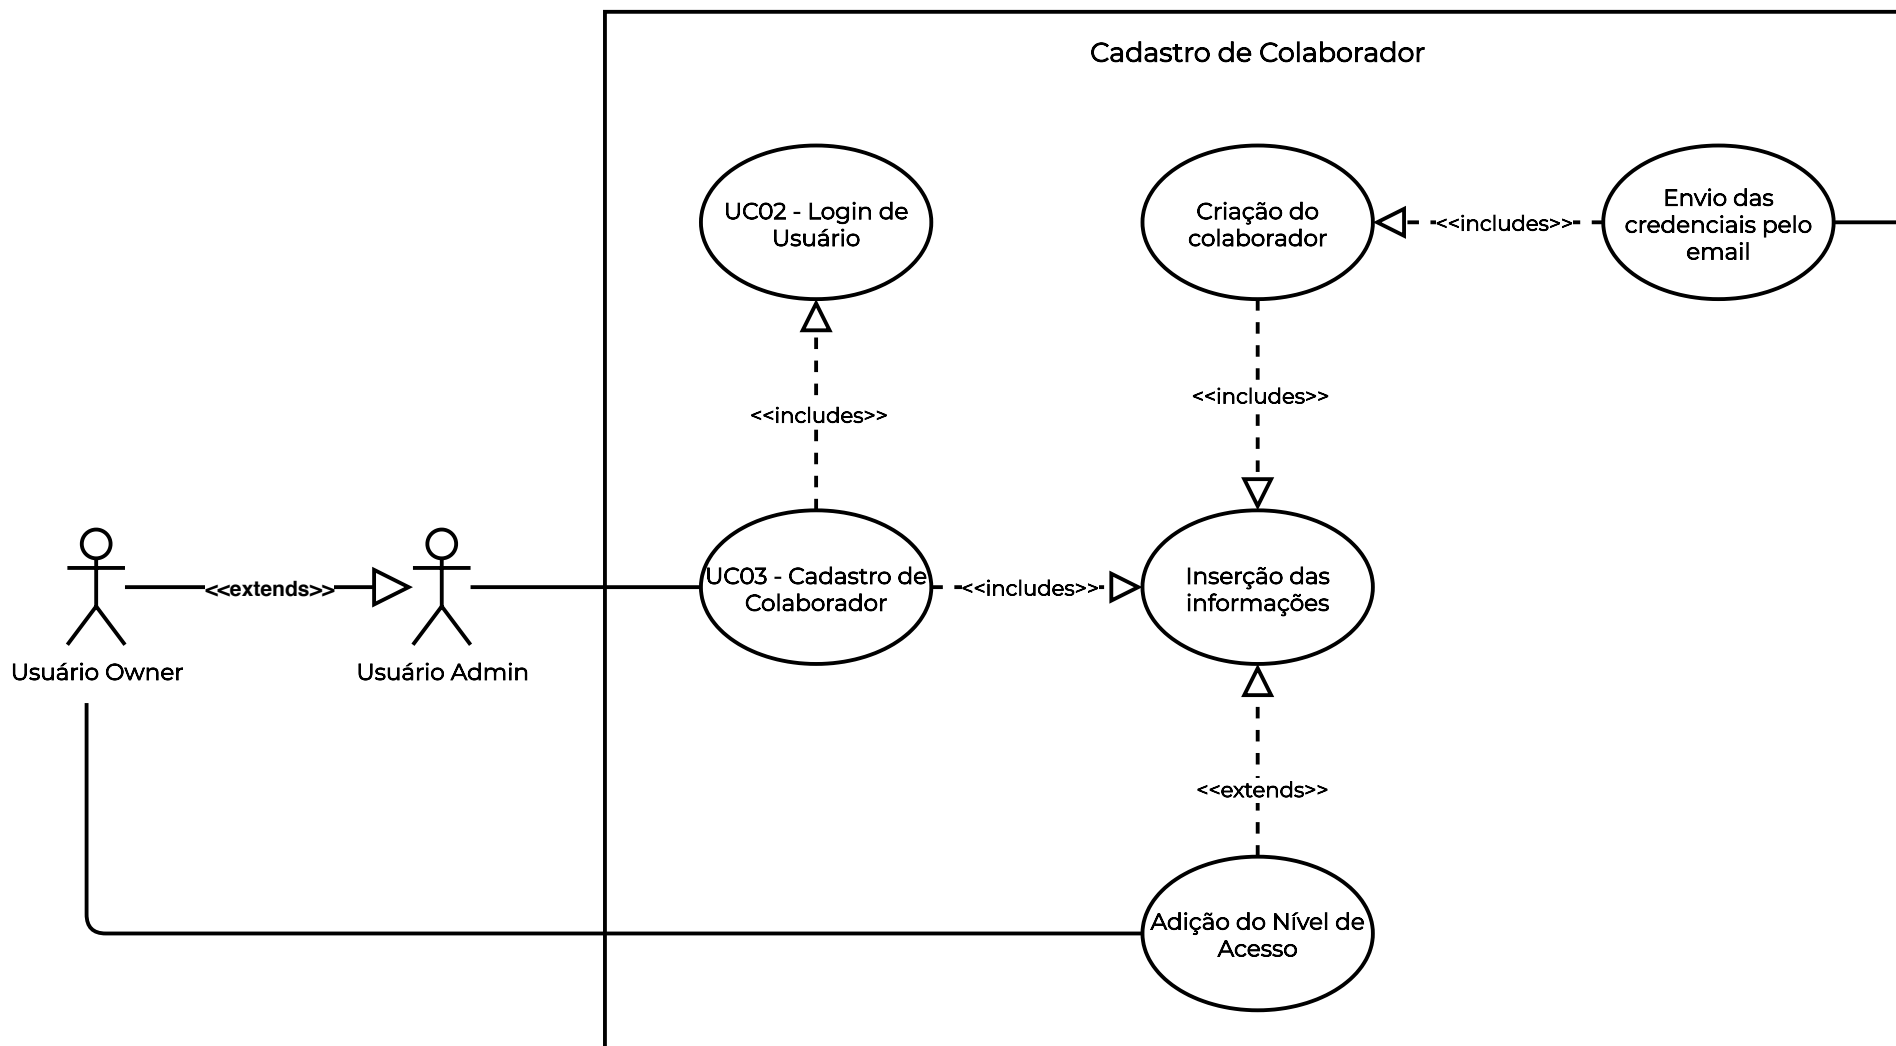 Cadastro de Colaborador
UC02 - Login de
Usuário
Criação do
colaborador
<<includes>>
Envio das
credenciais pelo
email
<<includes>>
<<includes>>
Usuário Owner
<<extends>>
Usuário Admin
UC03 - Cadastro de
Colaborador
<<includes>>
Inserção das
informações
<<extends>>
Adição do Nível de
Acesso